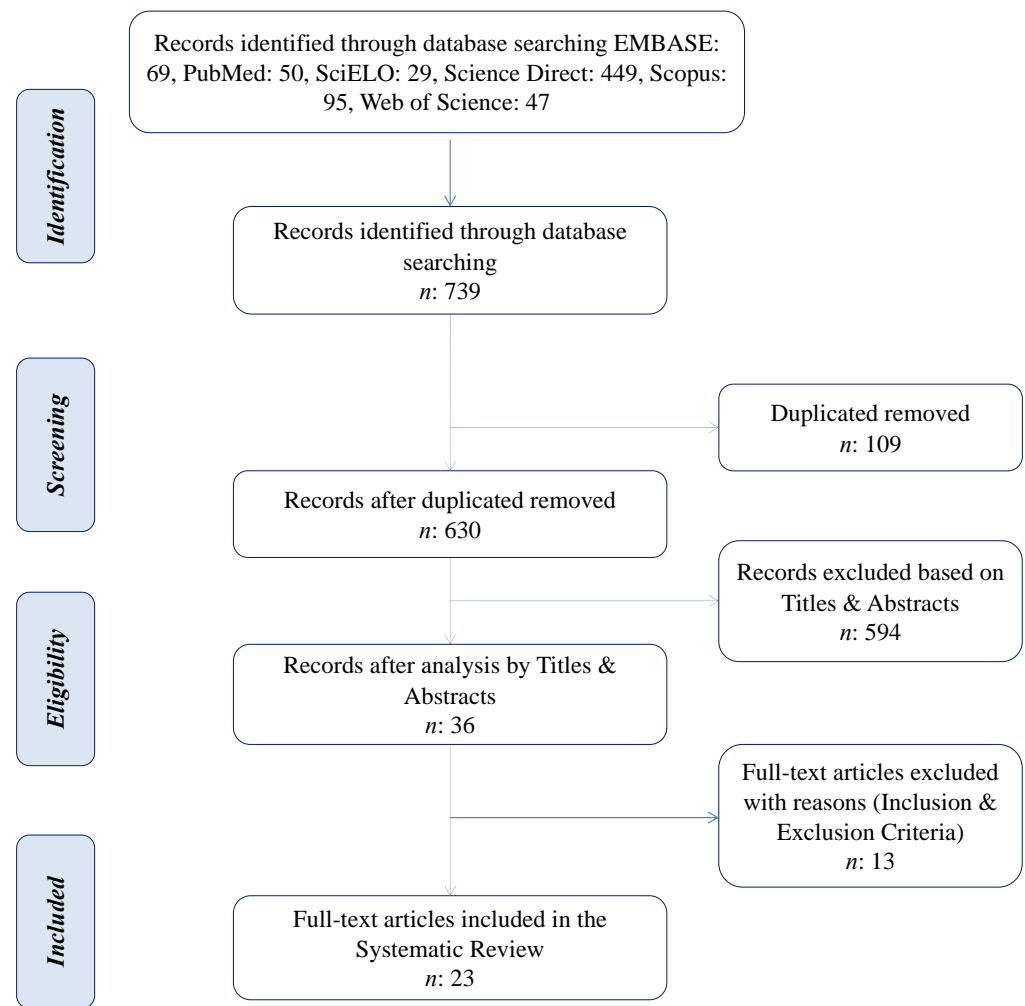 Records identified through database searching EMBASE:
69, PubMed: 50, SciELO: 29, Science Direct: 449, Scopus:
95, Web of Science: 47
Identification
Records identified through database
searching
n: 739
Screening
Duplicated removed
n: 109
Records after duplicated removed
n: 630
Records excluded based on
Titles & Abstracts
n: 594
Eligibility
Records after analysis by Titles &
Abstracts
n: 36
Full-text articles excluded
with reasons (Inclusion &
Exclusion Criteria)
n: 13
Included
Full-text articles included in the
Systematic Review
n: 23